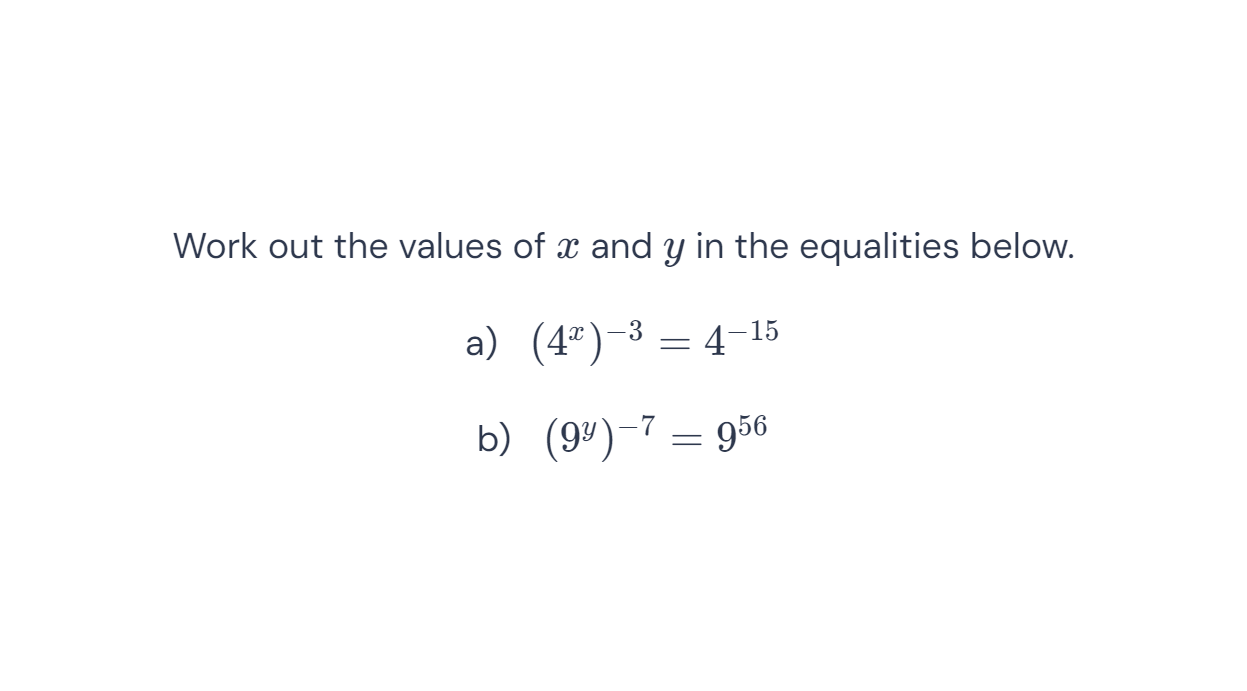 Work out the values of x and y in the equalities below.
a) (4^x)^{-3} = 4^{-15}
b) (9^y)^{-7} = 9^{56}